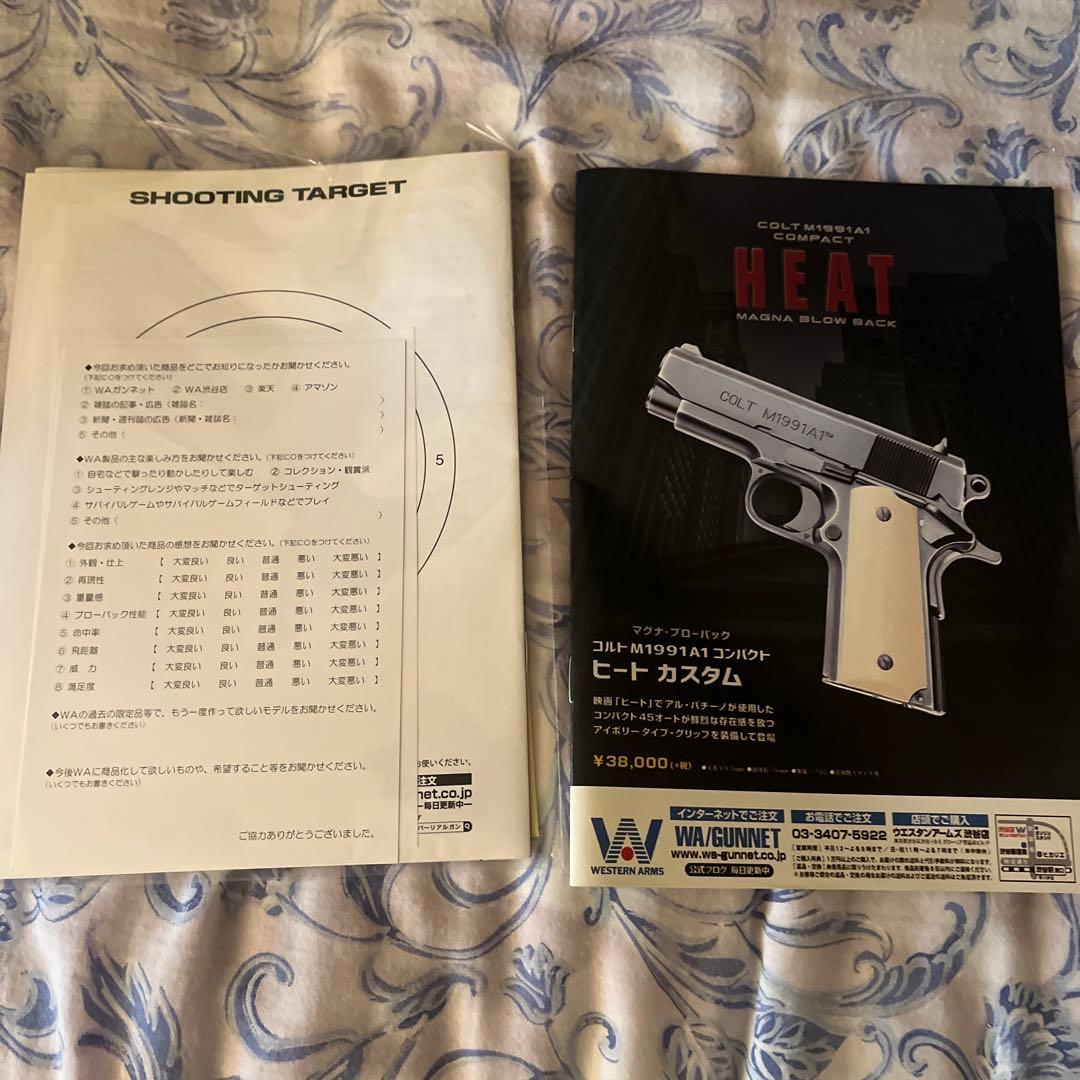 SHOOTING TARGET
5
◆今回お求め頂いた商品をどこでお知りになったかお聞かせください。
(下記に○をつけてください)
① WAガンネット ② WA渋谷店 ③ 楽天 ④ アマゾン
② 雑誌の記事・広告（雑誌名： ）
③ 新聞・週刊誌の広告（新聞・雑誌名： ）
⑤ その他（ ）
◆WA製品の主な楽しみ方をお聞かせください。(下記に○をつけてください)
① 自宅などで撃ったり動かしたりして楽しむ ② コレクション・観賞派
③ シューティングレンジやマッチなどでターゲットシューティング
④ サバイバルゲームやサバイバルゲームフィールドなどでプレイ
⑤ その他（ ）
◆今回お求め頂いた商品の感想をお聞かせください。(下記に○をつけてください)
① 外観・仕上 【 大変良い 良い 普通 悪い 大変悪い 】
② 再現性 【 大変良い 良い 普通 悪い 大変悪い 】
③ 重量感 【 大変良い 良い 普通 悪い 大変悪い 】
④ ブローバック性能 【 大変良い 良い 普通 悪い 大変悪い 】
⑤ 命中率 【 大変良い 良い 普通 悪い 大変悪い 】
⑥ 飛距離 【 大変良い 良い 普通 悪い 大変悪い 】
⑦ 威 力 【 大変良い 良い 普通 悪い 大変悪い 】
⑧ 満足度 【 大変良い 良い 普通 悪い 大変悪い 】
◆WAの過去の限定品等で、もう一度作って欲しいモデルをお聞かせください。
(いくつでもお書きください)
◆今後WAに商品化して欲しいものや、希望すること等をお聞かせください。
(いくつでもお書きください)
ご協力ありがとうございました。
お使いください。
注文
nnet.co.jp
毎日更新中
パーリアルガン
COLT M1991A1
COMPACT
HEAT
MAGNA BLOW BACK
COLT M1991A1™
マグナ・ブローバック
コルト M1991A1 コンパクト
ヒート カスタム
映画「ヒート」でアル・パチーノが使用した
コンパクト45オートが鮮烈な存在感を放つ
アイボリー タイプ・グリップを装備して登場
¥38,000(+税)
WESTERN ARMS
インターネットでご注文
WA/GUNNET
www.wa-gunnet.co.jp
公式ブログ 毎日更新中
お電話でご注文
03-3407-5922
店頭でご購入
ウエスタンアームズ 渋谷店